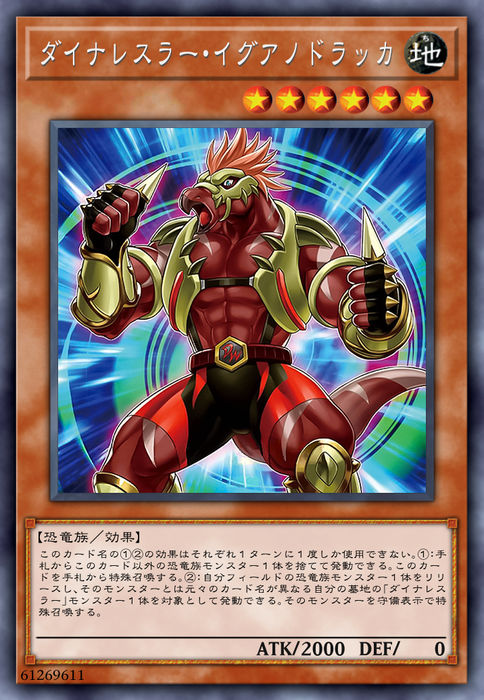 ダイナレスラー・イグアノドラッカ
地
【恐竜族/効果】
このカード名の①②の効果はそれぞれ1ターンに1度しか使用できない。①:手
札からこのカード以外の恐竜族モンスター1体を捨てて発動できる。このカー
ドを手札から特殊召喚する。②:自分フィールドの恐竜族モンスター1体をリリ
ースし、そのモンスターとは元々のカード名が異なる自分の墓地の「ダイナレス
ラー」モンスター1体を対象として発動できる。そのモンスターを守備表示で特
殊召喚する。
ATK/2000 DEF/ 0
61269611